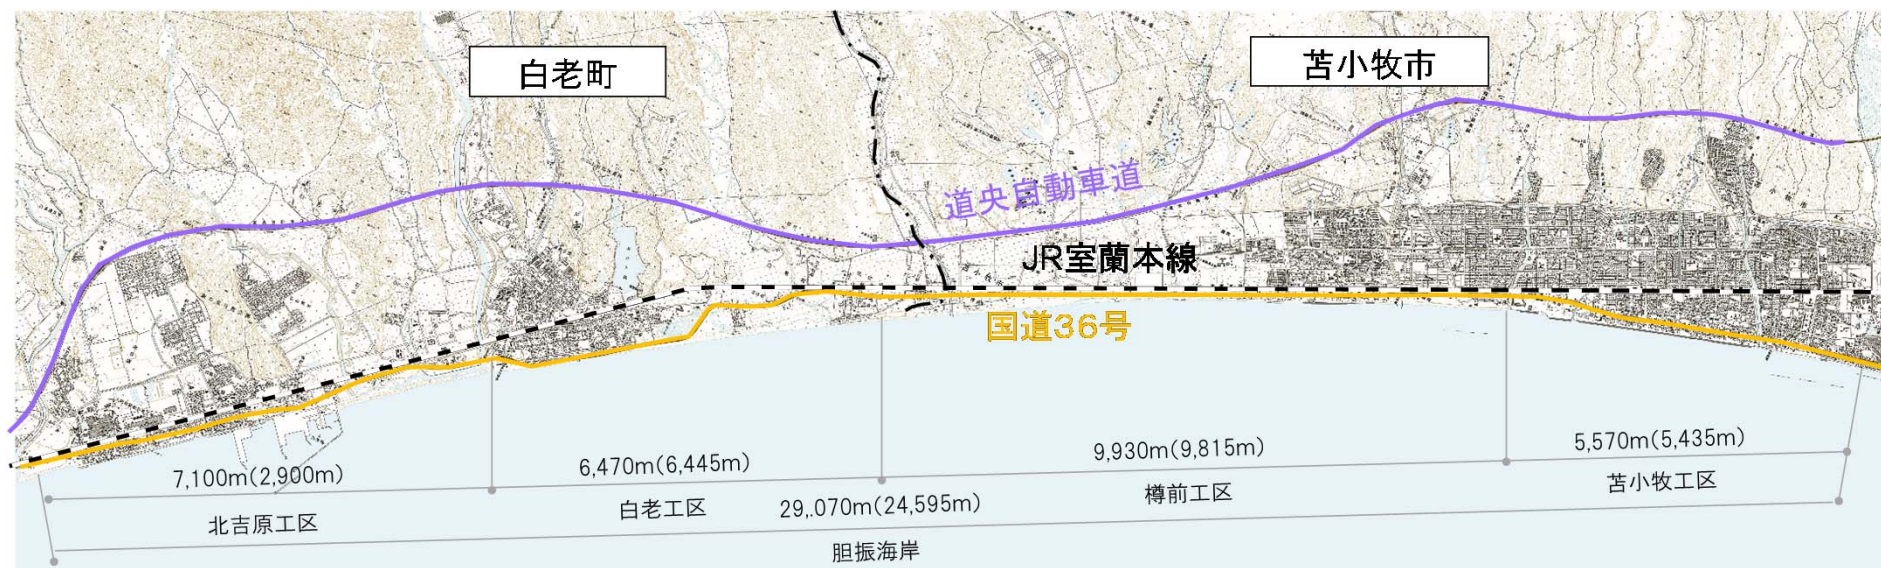 白老町
苫小牧市
道央自動車道
JR室蘭本線
国道36号
7,100m(2,900m)
6,470m(6,445m)
9,930m(9,815m)
5,570m(5,435m)
北吉原工区
白老工区
樽前工区
苫小牧工区
29,.070m(24,595m)
胆振海岸